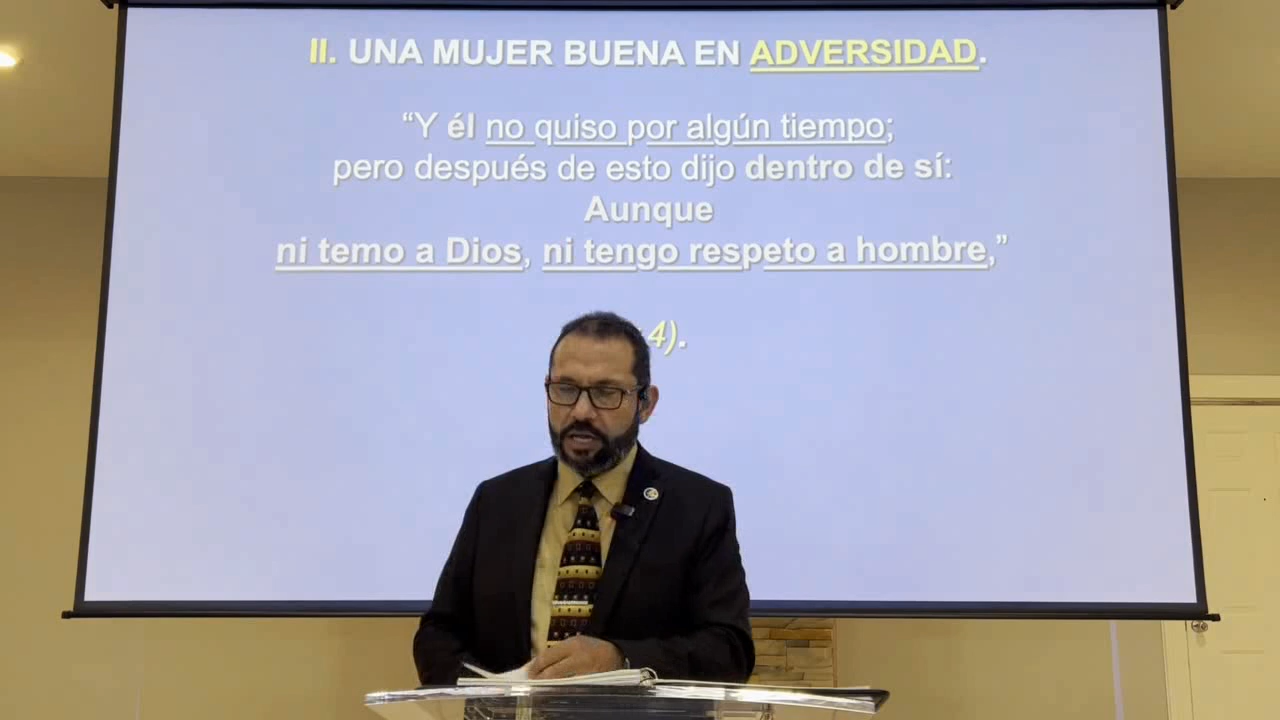 II. UNA MUJER BUENA EN ADVERSIDAD.
“Y él no quiso por algún tiempo;
pero después de esto dijo dentro de sí:
Aunque
ni temo a Dios, ni tengo respeto a hombre,”
4).